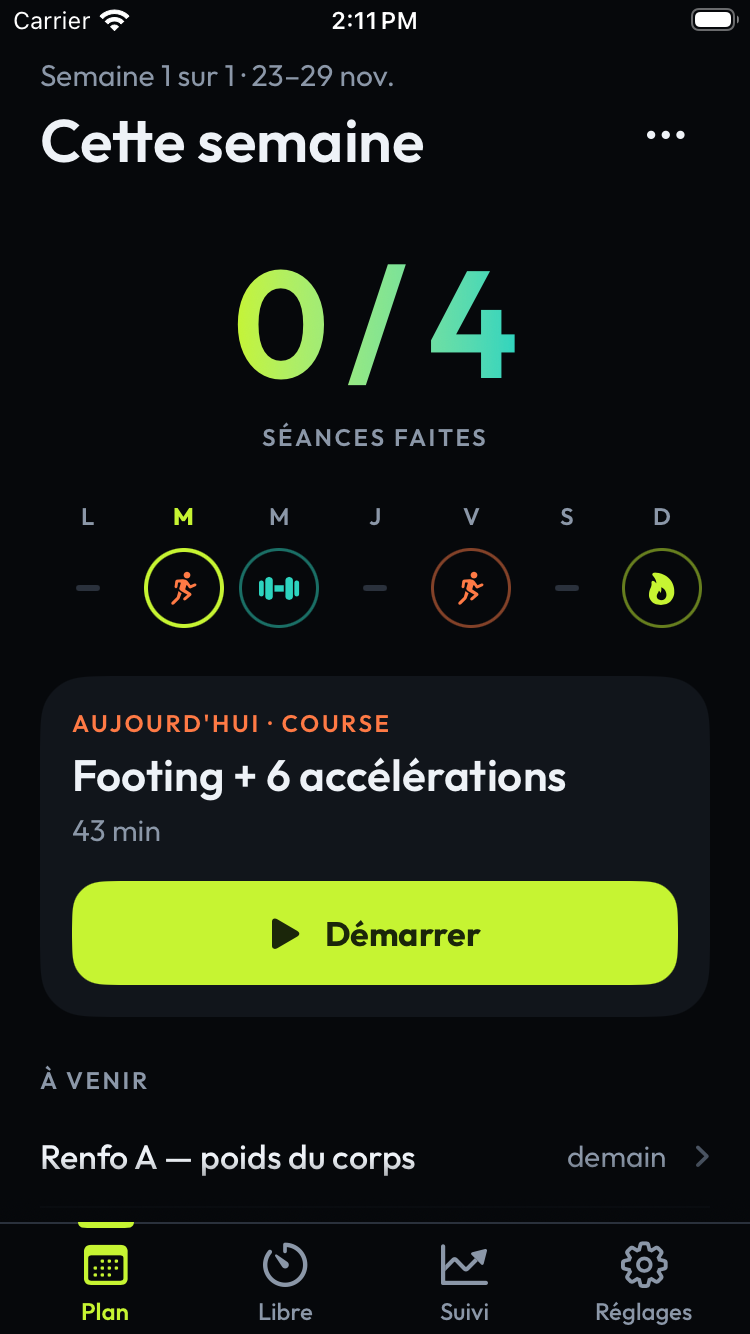 Carrier 2:11 PM
Semaine 1 sur 1 · 23–29 nov.
Cette semaine
0/4
SÉANCES FAITES
L M M J V S D
AUJOURD'HUI · COURSE
Footing + 6 accélérations
43 min
Démarrer
À VENIR
Renfo A — poids du corps demain
Plan Libre Suivi Réglages